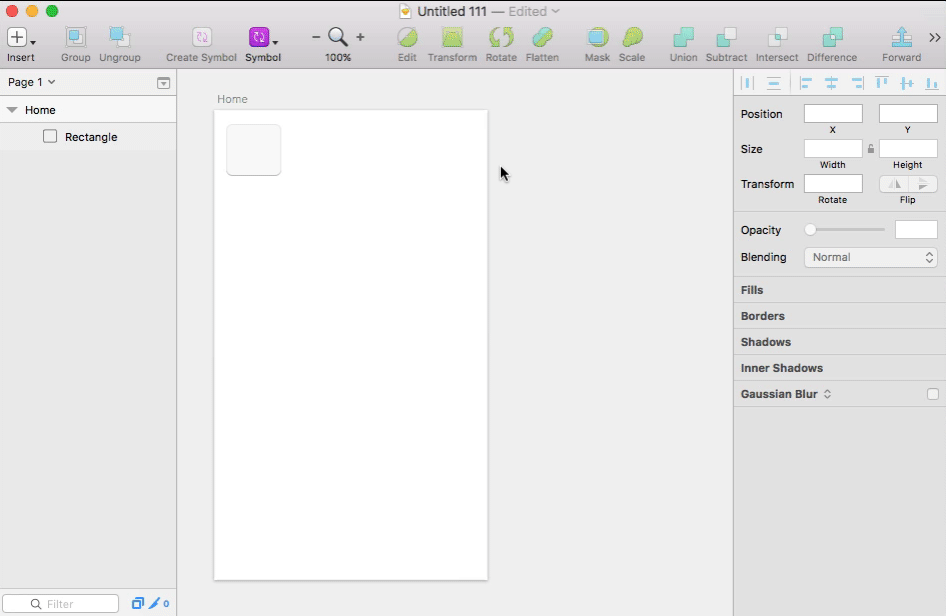 Untitled 111 — Edited
Insert
Group
Ungroup
Create Symbol
Symbol
100%
Edit
Transform
Rotate
Flatten
Mask
Scale
Union
Subtract
Intersect
Difference
Forward
Page 1
Home
Rectangle
Filter
0
Home
Position
X
Y
Size
Width
Height
Transform
Rotate
Flip
Opacity
Blending
Normal
Fills
Borders
Shadows
Inner Shadows
Gaussian Blur